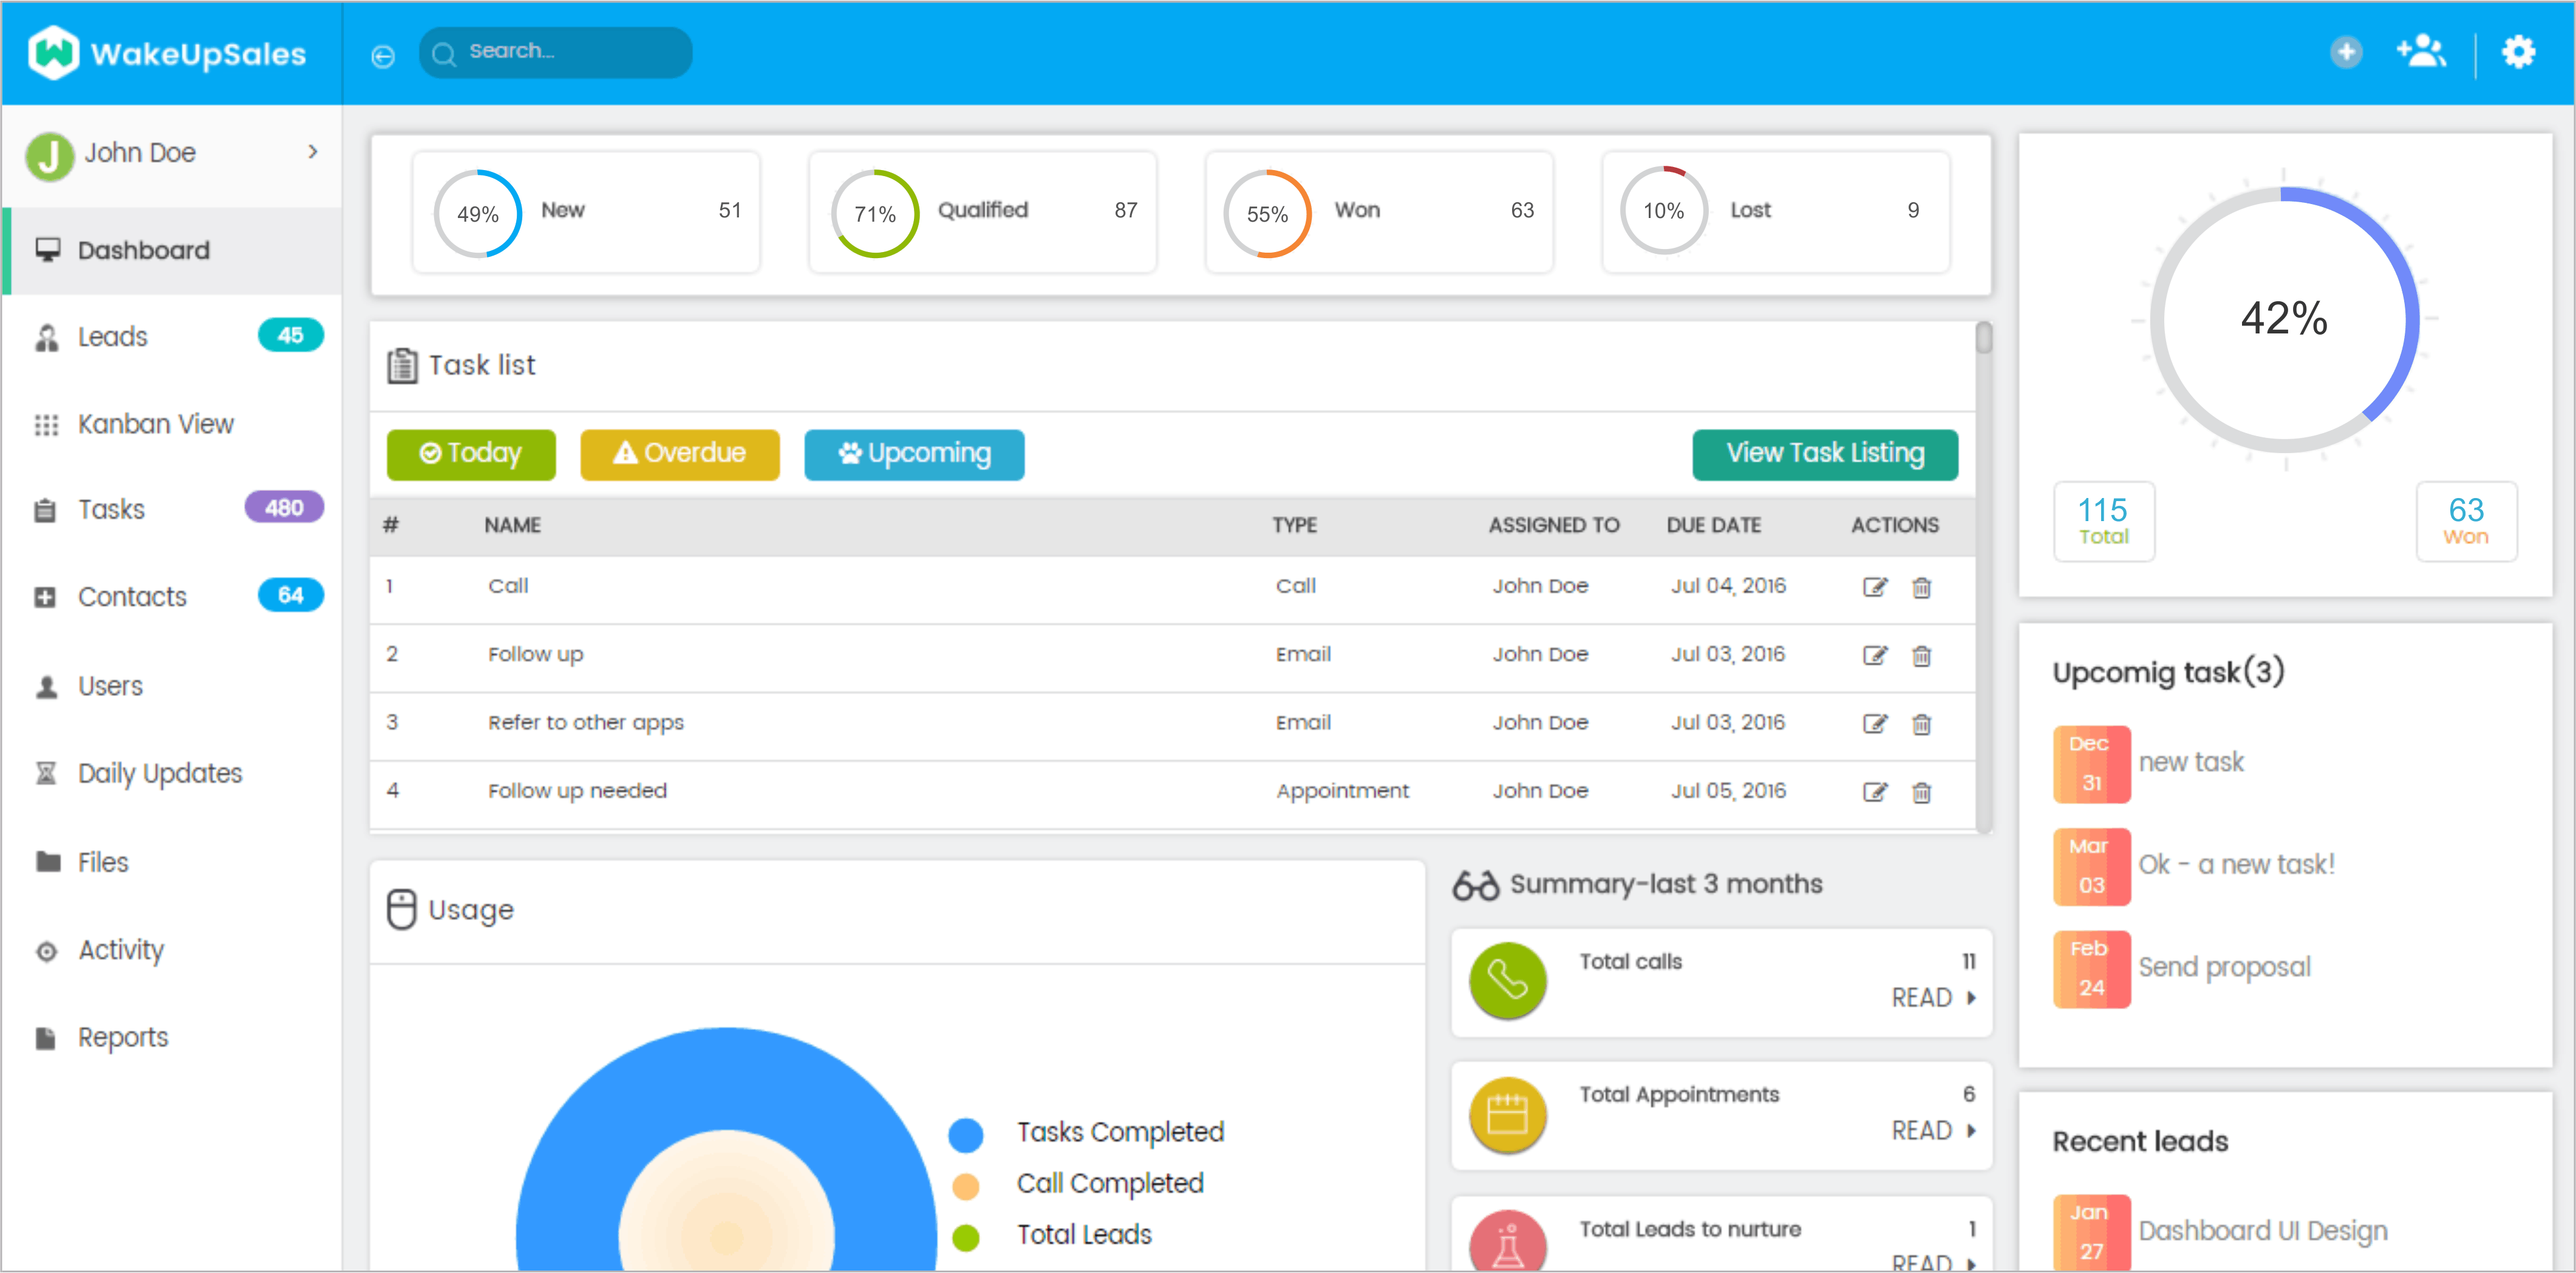 WakeUpSales
Search...
John Doe
Dashboard
Leads 45
Kanban View
Tasks 480
Contacts 64
Users
Daily Updates
Files
Activity
Reports
49% New 51
71% Qualified 87
55% Won 63
10% Lost 9
Task list
Today Overdue Upcoming View Task Listing
# NAME TYPE ASSIGNED TO DUE DATE ACTIONS
1 Call Call John Doe Jul 04, 2016
2 Follow up Email John Doe Jul 03, 2016
3 Refer to other apps Email John Doe Jul 03, 2016
4 Follow up needed Appointment John Doe Jul 05, 2016
Usage
Tasks Completed
Call Completed
Total Leads
Summary-last 3 months
Total calls 11
READ
Total Appointments 6
READ
Total Leads to nurture 1
READ
42%
115 63
Total Won
Upcomig task(3)
Dec
31
new task
Mar
03
Ok - a new task!
Feb
24
Send proposal
Recent leads
Jan
27
Dashboard UI Design